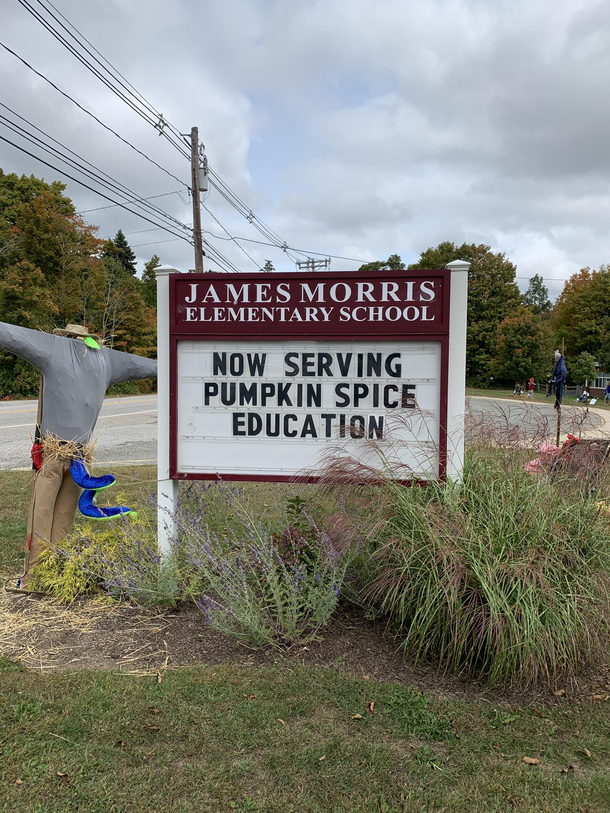 JAMES MORRIS
ELEMENTARY SCHOOL
NOW SERVING
PUMPKIN SPICE
EDUCATION